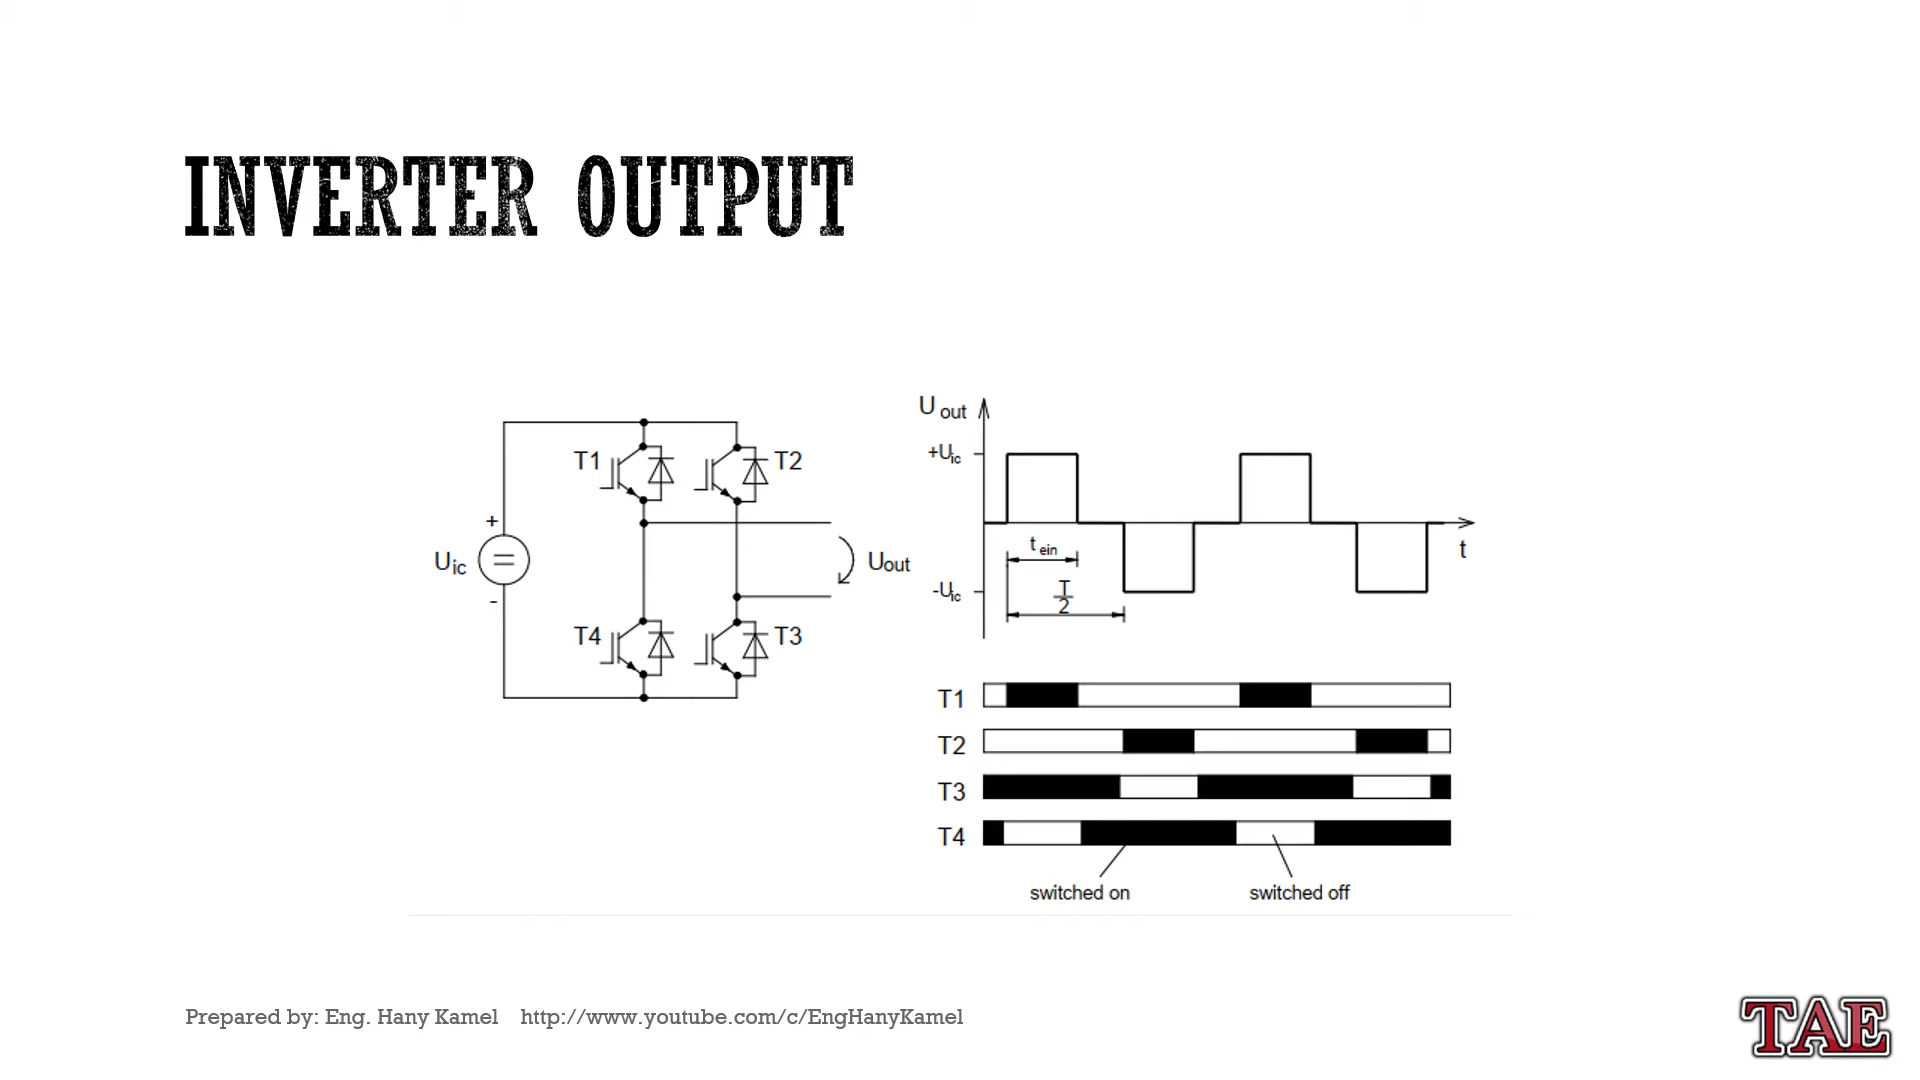 INVERTER OUTPUT
T1
T2
+
Uic
-
Uout
T4
T3
U out
+Uic
t ein
t
-Uic
T
2
T1
T2
T3
T4
switched on
switched off
Prepared by: Eng. Hany Kamel http://www.youtube.com/c/EngHanyKamel
TAE